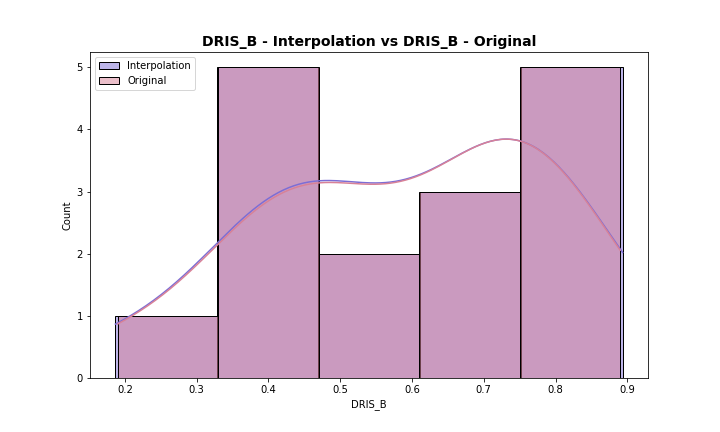 DRIS_B - Interpolation vs DRIS_B - Original
Interpolation
Original
Count
5
4
3
2
1
0
0.2 0.3 0.4 0.5 0.6 0.7 0.8 0.9
DRIS_B